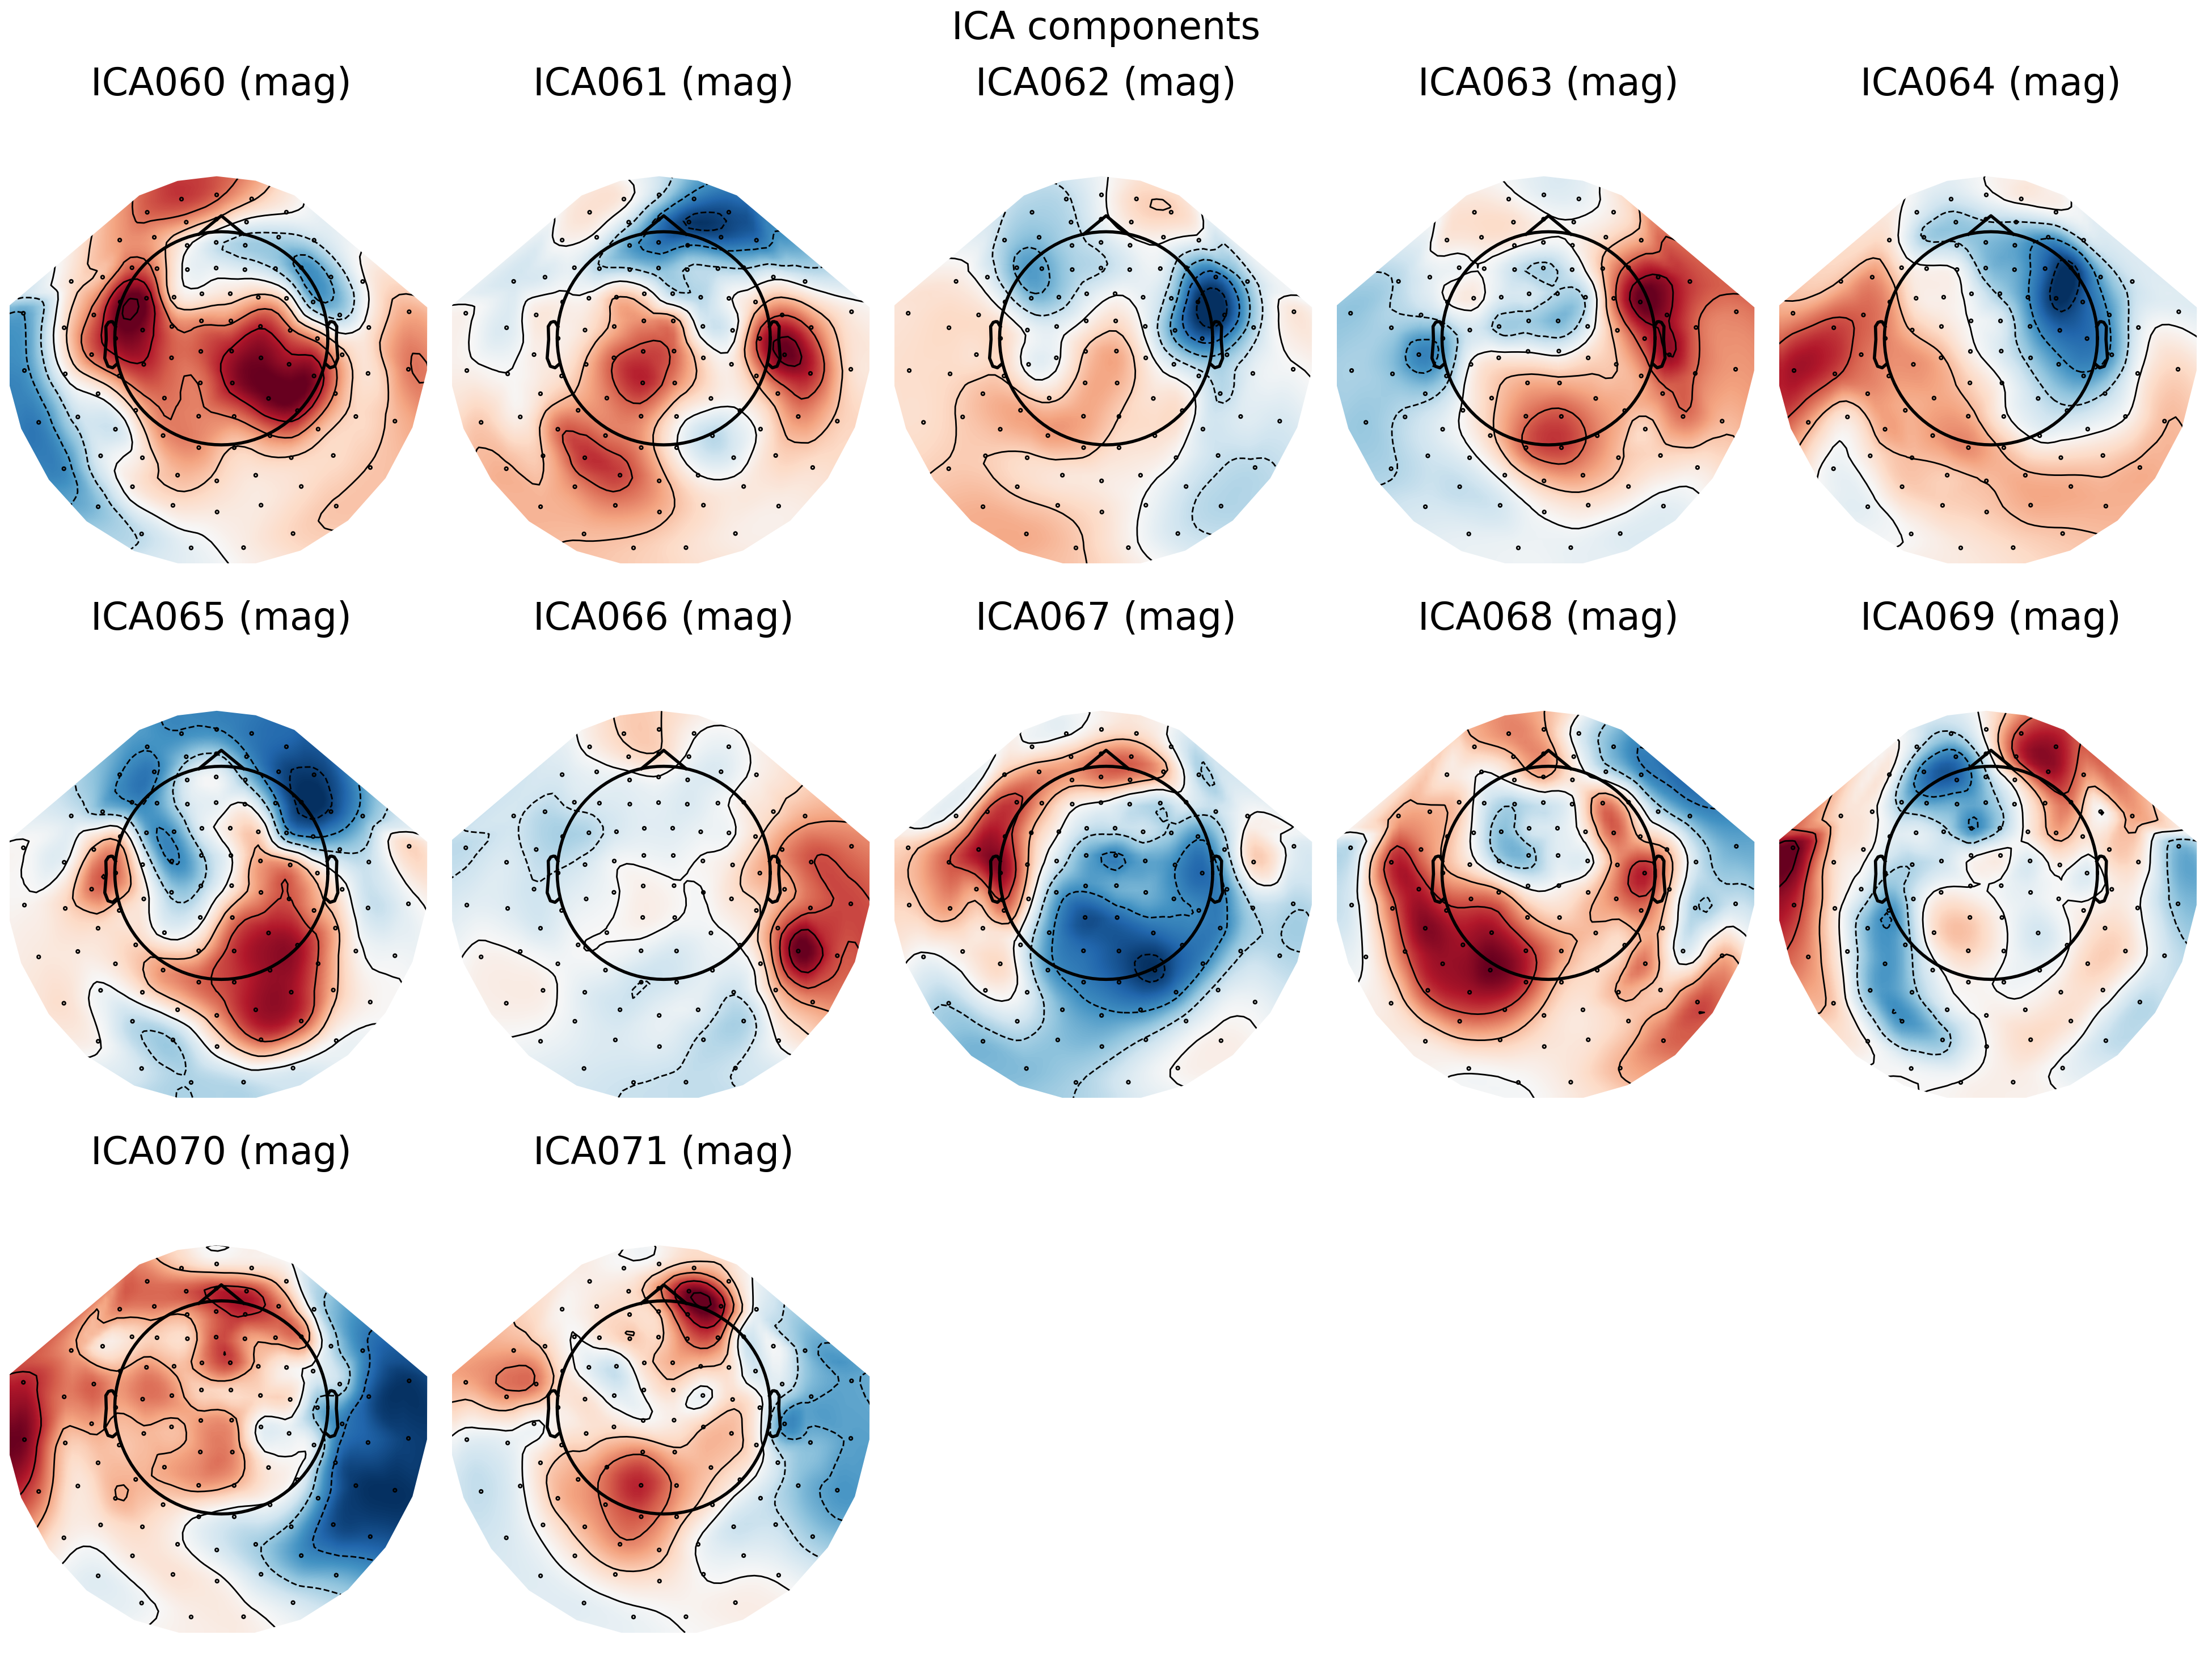 ICA components
ICA060 (mag)
ICA061 (mag)
ICA062 (mag)
ICA063 (mag)
ICA064 (mag)
ICA065 (mag)
ICA066 (mag)
ICA067 (mag)
ICA068 (mag)
ICA069 (mag)
ICA070 (mag)
ICA071 (mag)